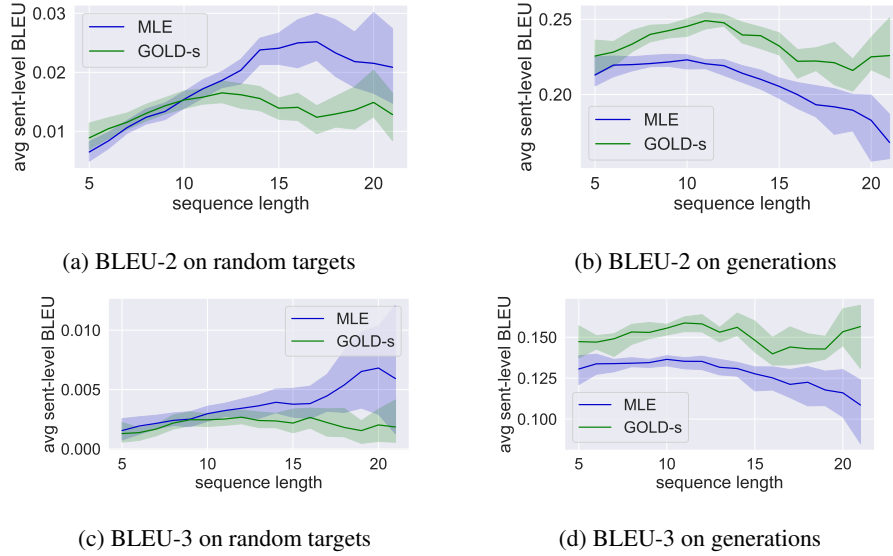 avg sent-level BLEU
0.03
0.02
0.01
MLE
GOLD-s
5
10
15
20
sequence length
(a) BLEU-2 on random targets
avg sent-level BLEU
0.25
0.20
MLE
GOLD-s
5
10
15
20
sequence length
(b) BLEU-2 on generations
avg sent-level BLEU
0.010
0.005
0.000
MLE
GOLD-s
5
10
15
20
sequence length
(c) BLEU-3 on random targets
avg sent-level BLEU
0.150
0.125
0.100
MLE
GOLD-s
5
10
15
20
sequence length
(d) BLEU-3 on generations